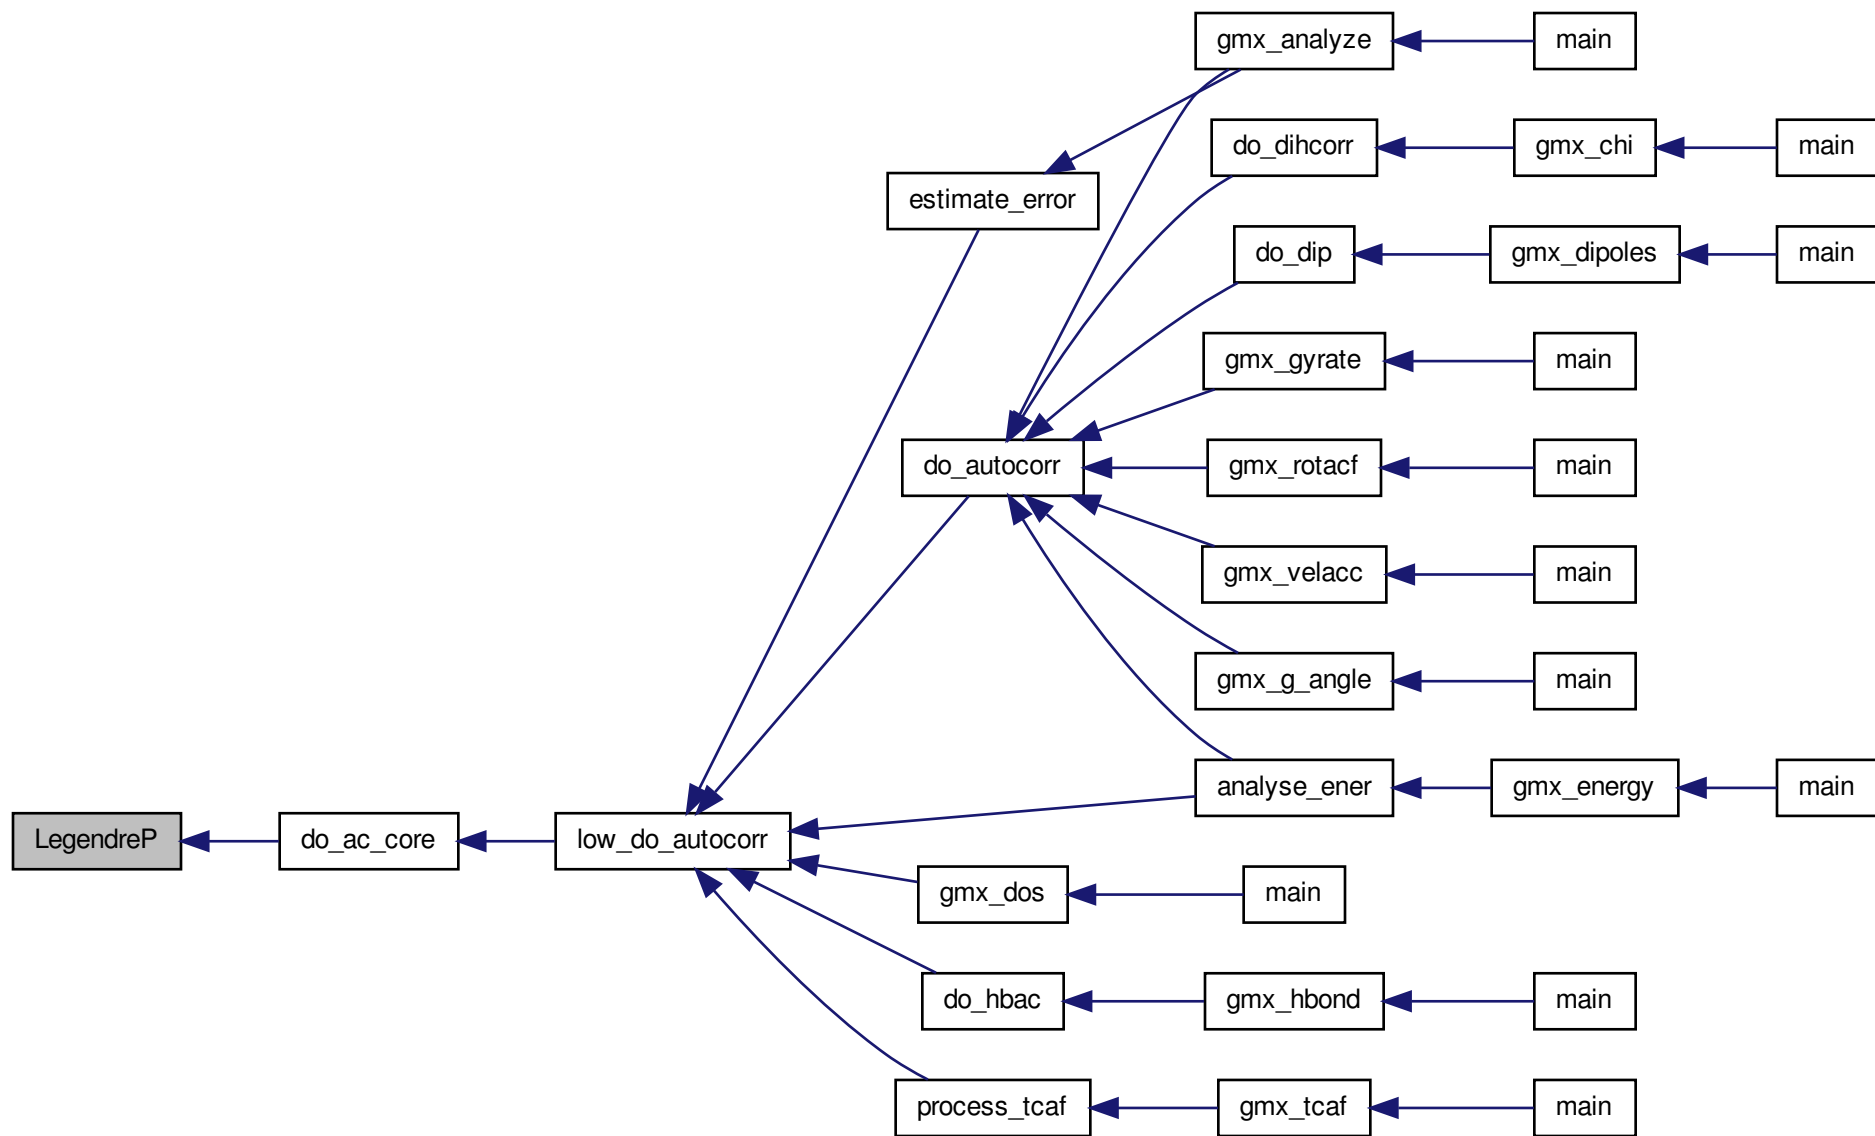 gmx_analyze
main
do_dihcorr
gmx_chi
main
estimate_error
do_dip
gmx_dipoles
main
gmx_gyrate
main
do_autocorr
gmx_rotacf
main
gmx_velacc
main
gmx_g_angle
main
analyse_ener
gmx_energy
main
LegendreP
do_ac_core
low_do_autocorr
gmx_dos
main
do_hbac
gmx_hbond
main
process_tcaf
gmx_tcaf
main